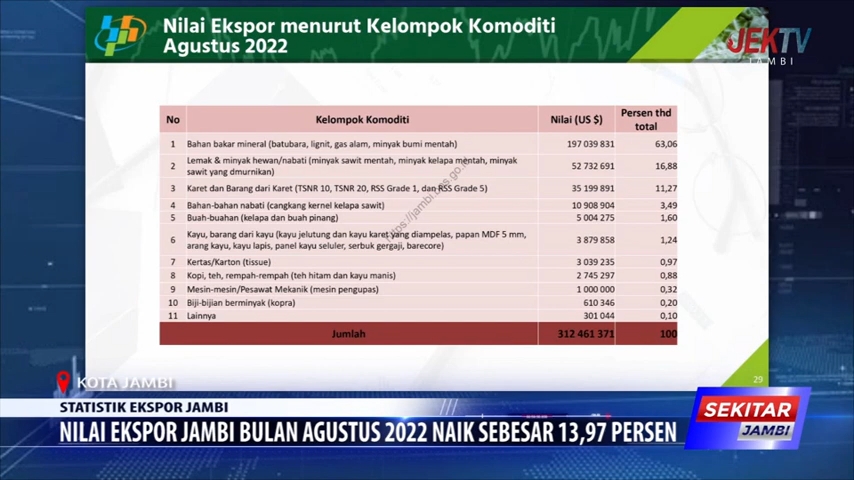 Nilai Ekspor menurut Kelompok Komoditi
Agustus 2022
JEKTV
JAMBI
No Kelompok Komoditi Nilai (US $) Persen thd total
1 Bahan bakar mineral (batubara, lignit, gas alam, minyak bumi mentah) 197 039 831 63,06
2 Lemak & minyak hewan/nabati (minyak sawit mentah, minyak kelapa mentah, minyak sawit yang dmurnikan) 52 732 691 16,88
3 Karet dan Barang dari Karet (TSNR 10, TSNR 20, RSS Grade 1, dan RSS Grade 5) 35 199 891 11,27
4 Bahan-bahan nabati (cangkang kernel kelapa sawit) 10 908 904 3,49
5 Buah-buahan (kelapa dan buah pinang) 5 004 275 1,60
6 Kayu, barang dari kayu (kayu jelutung dan kayu karet yang diampelas, papan MDF 5 mm, arang kayu, kayu lapis, panel kayu seluler, serbuk gergaji, barecore) 3 879 858 1,24
7 Kertas/Karton (tissue) 3 039 235 0,97
8 Kopi, teh, rempah-rempah (teh hitam dan kayu manis) 2 745 297 0,88
9 Mesin-mesin/Pesawat Mekanik (mesin pengupas) 1 000 000 0,32
10 Biji-bijian berminyak (kopra) 610 346 0,20
11 Lainnya 301 044 0,10
Jumlah 312 461 371 100
https://jambi.bps.go.id
29
KOTA JAMBI
STATISTIK EKSPOR JAMBI
NILAI EKSPOR JAMBI BULAN AGUSTUS 2022 NAIK SEBESAR 13,97 PERSEN
SEKITAR
JAMBI